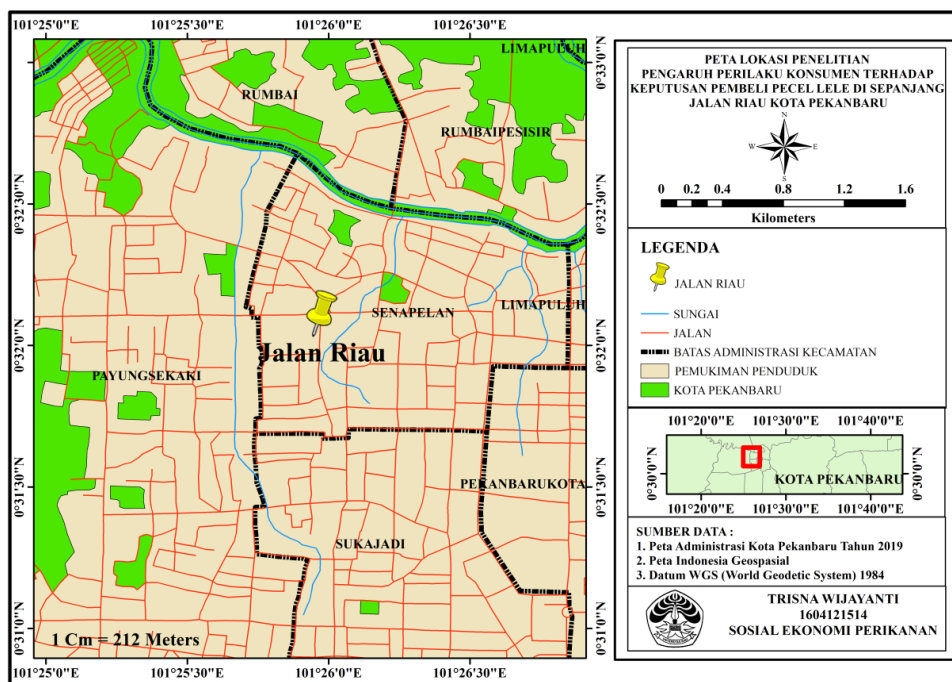 101°25'0"E 101°25'30"E 101°26'0"E 101°26'30"E
0°33'0"N
0°32'30"N
0°32'0"N
0°31'30"N
0°31'0"N
LIMAPULUH
RUMBAI
RUMBAIPESISIR
SENAPELAN
LIMAPULUH
Jalan Riau
PAYUNGSEKAKI
PEKANBARUKOTA
SUKAJADI
1 Cm = 212 Meters
0°33'0"N
0°32'30"N
0°32'0"N
0°31'30"N
0°31'0"N
101°25'0"E 101°25'30"E 101°26'0"E 101°26'30"E
PETA LOKASI PENELITIAN
PENGARUH PERILAKU KONSUMEN TERHADAP
KEPUTUSAN PEMBELI PECEL LELE DI SEPANJANG
JALAN RIAU KOTA PEKANBARU
N
W E
S
0 0.2 0.4 0.8 1.2 1.6
Kilometers
LEGENDA
JALAN RIAU
SUNGAI
JALAN
BATAS ADMINISTRASI KECAMATAN
PEMUKIMAN PENDUDUK
KOTA PEKANBARU
101°20'0"E 101°30'0"E 101°40'0"E
0°30'0"N
0°30'0"N
KOTA PEKANBARU
101°20'0"E 101°30'0"E 101°40'0"E
SUMBER DATA :
1. Peta Administrasi Kota Pekanbaru Tahun 2019
2. Peta Indonesia Geospasial
3. Datum WGS (World Geodetic System) 1984
TRISNA WIJAYANTI
1604121514
SOSIAL EKONOMI PERIKANAN